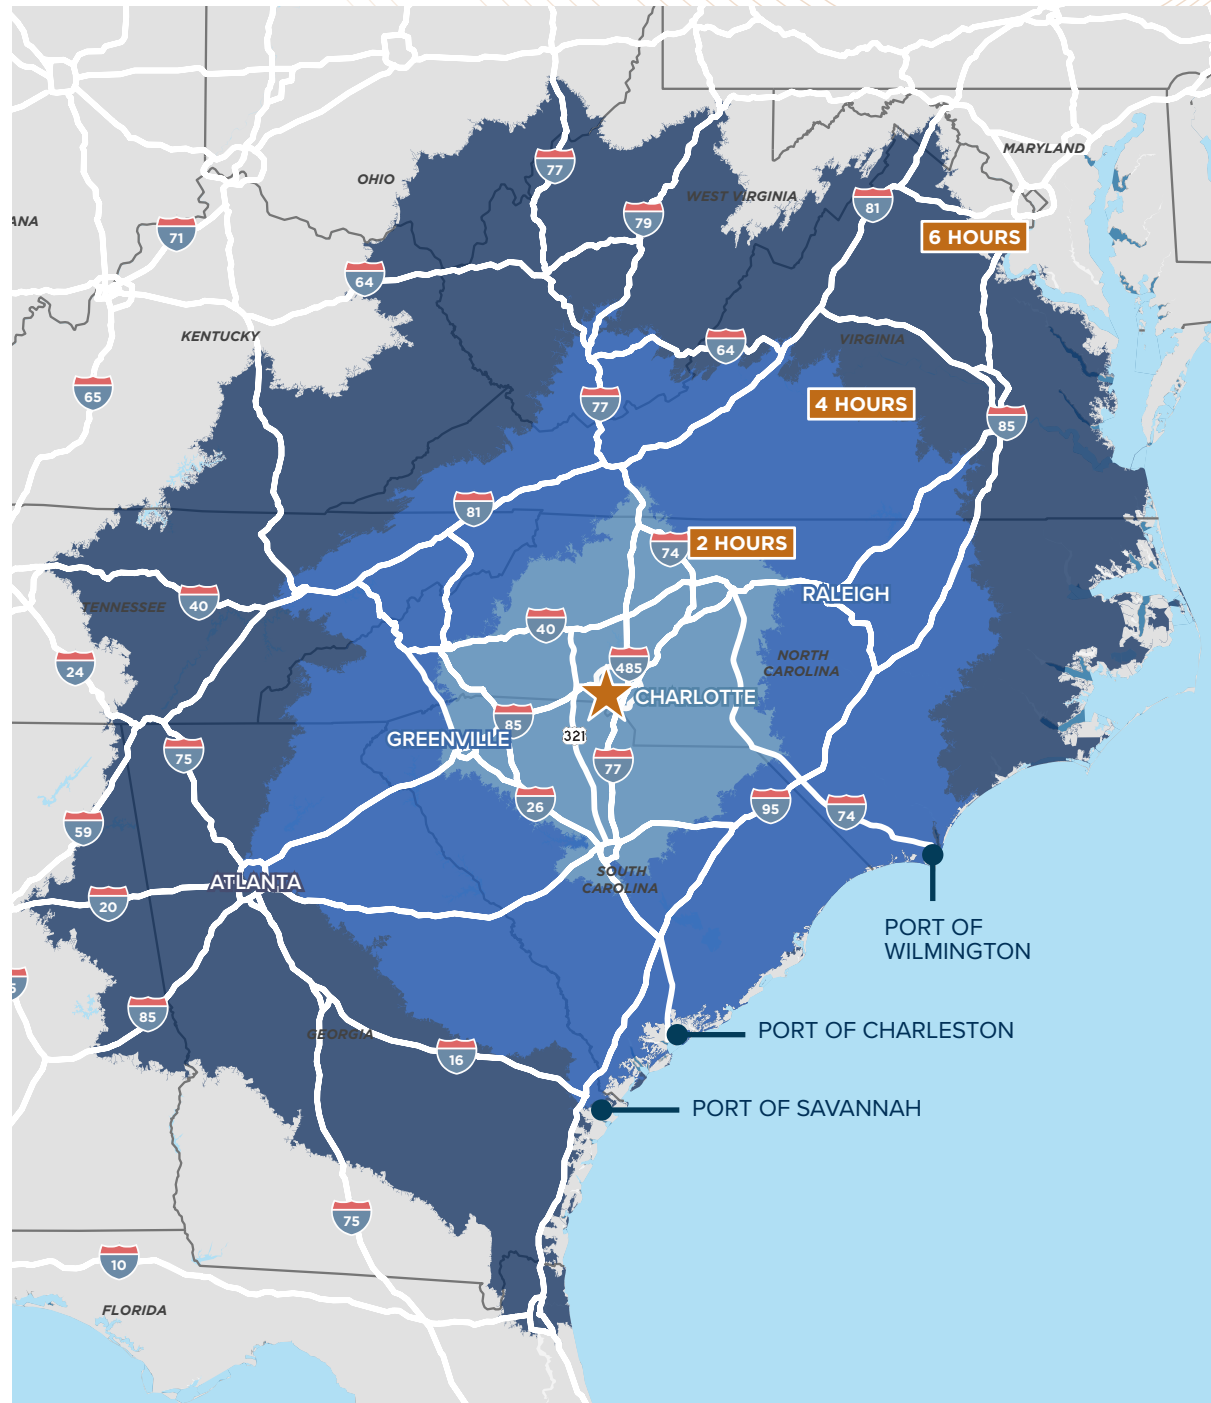 MARYLAND
OHIO
77
WEST VIRGINIA
81
79
ANA
71
6 HOURS
64
KENTUCKY
VIRGINIA
64
65
77
4 HOURS
85
81
74
2 HOURS
RALEIGH
TENNESSEE
40
40
NORTH
CAROLINA
24
485
CHARLOTTE
85
321
GREENVILLE
75
77
26
95
74
59
ATLANTA
SOUTH
CAROLINA
20
PORT OF
WILMINGTON
5
85
GEORGIA
PORT OF CHARLESTON
16
PORT OF SAVANNAH
75
10
FLORIDA